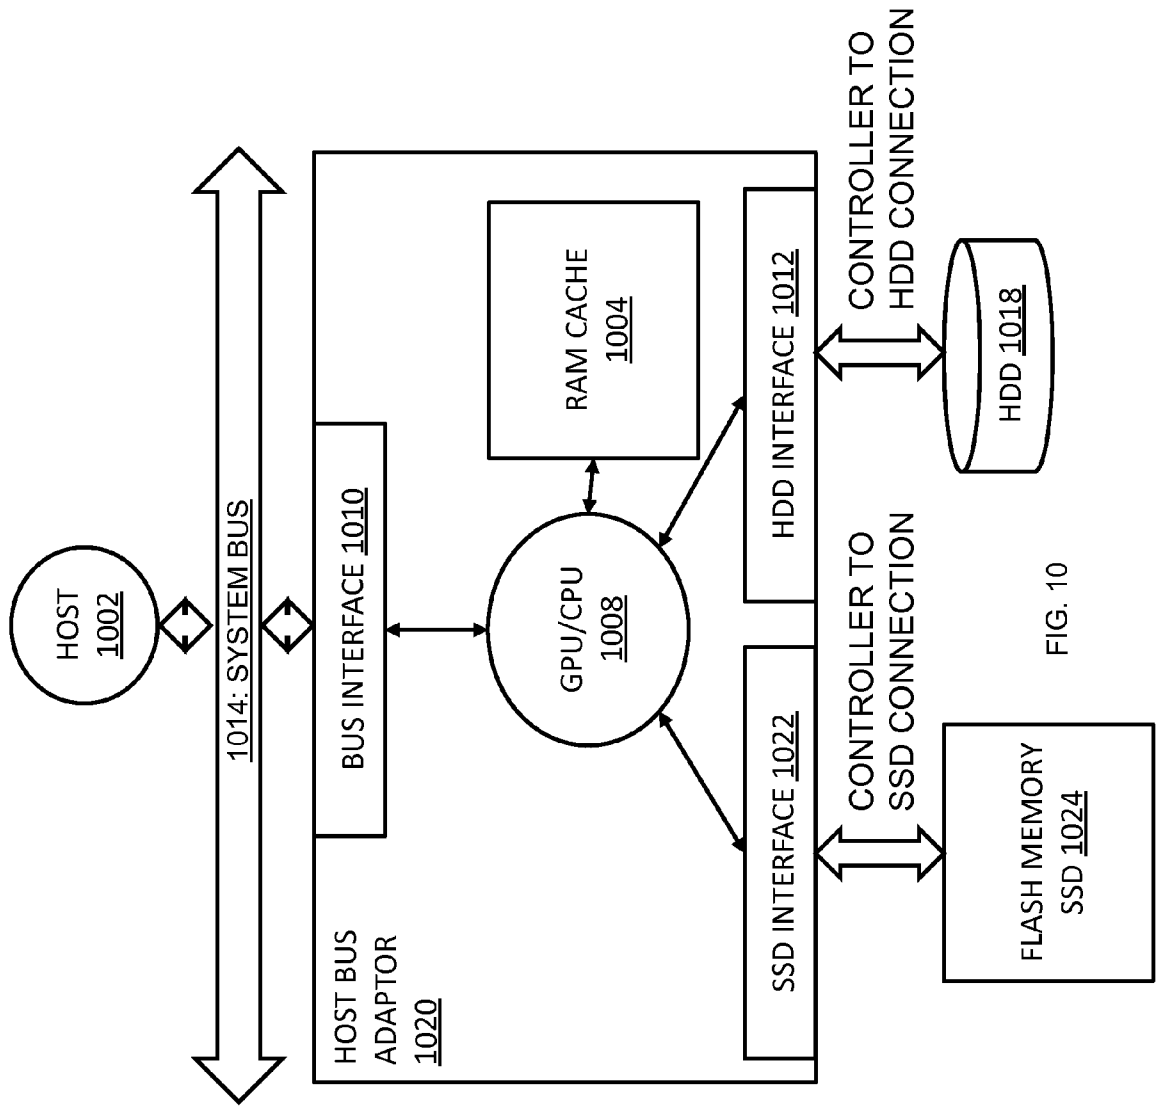 HOST
1002
1014: SYSTEM BUS
HOST BUS
ADAPTOR
1020
BUS INTERFACE 1010
GPU/CPU
1008
RAM CACHE
1004
SSD INTERFACE 1022
HDD INTERFACE 1012
CONTROLLER TO
SSD CONNECTION
CONTROLLER TO
HDD CONNECTION
FLASH MEMORY
SSD 1024
HDD 1018
FIG. 10